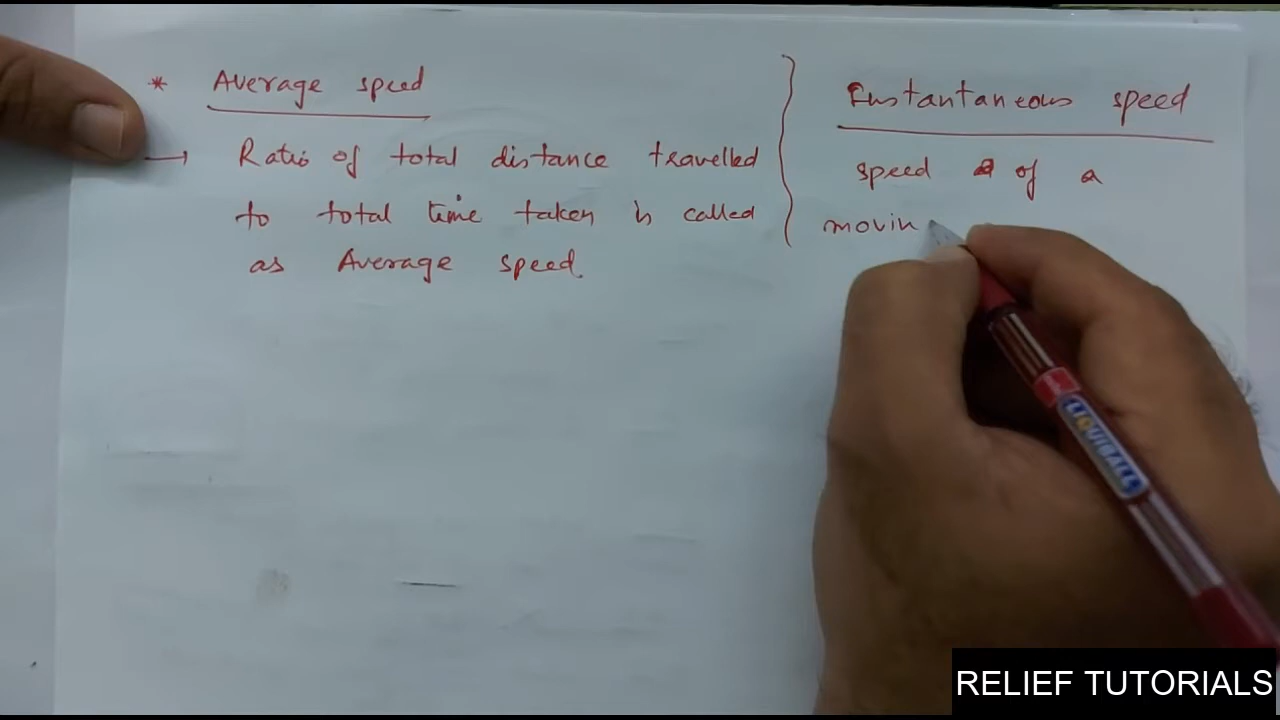 * Average speed
→ Ratio of total distance travelled
to total time taken is called
as Average speed
Instantaneous speed
speed of a
movin
LIQUIBALL
RELIEF TUTORIALS